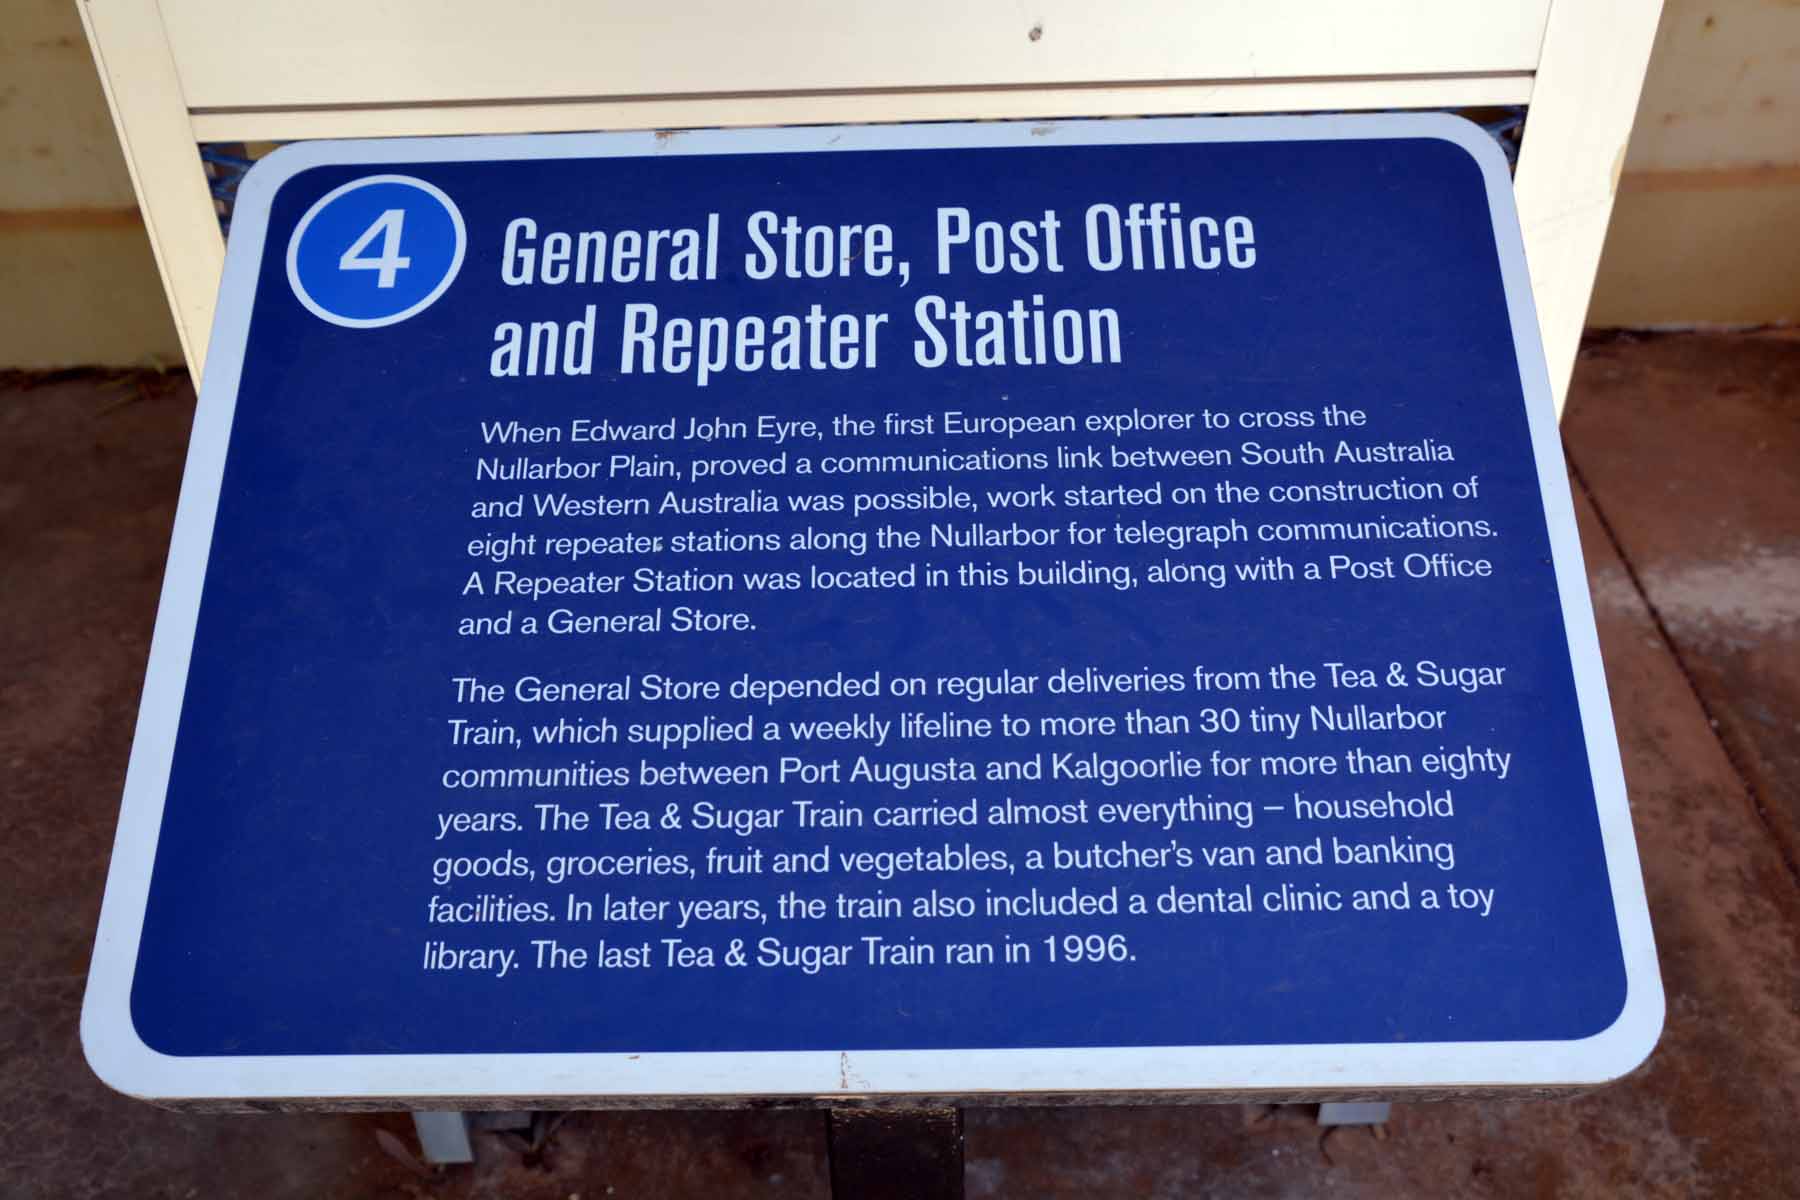 4
General Store, Post Office
and Repeater Station
When Edward John Eyre, the first European explorer to cross the
Nullarbor Plain, proved a communications link between South Australia
and Western Australia was possible, work started on the construction of
eight repeater stations along the Nullarbor for telegraph communications.
A Repeater Station was located in this building, along with a Post Office
and a General Store.
The General Store depended on regular deliveries from the Tea & Sugar
Train, which supplied a weekly lifeline to more than 30 tiny Nullarbor
communities between Port Augusta and Kalgoorlie for more than eighty
years. The Tea & Sugar Train carried almost everything – household
goods, groceries, fruit and vegetables, a butcher's van and banking
facilities. In later years, the train also included a dental clinic and a toy
library. The last Tea & Sugar Train ran in 1996.